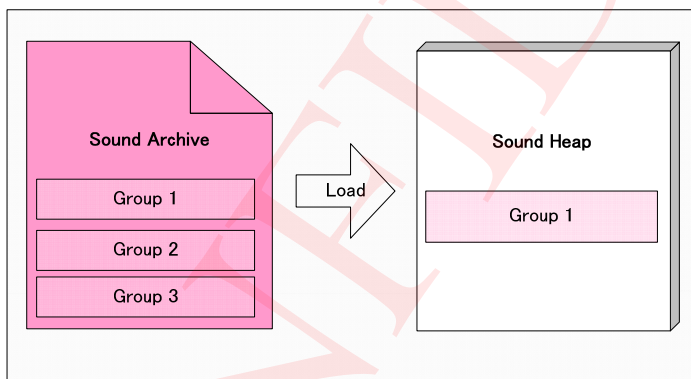 Sound Archive
Group 1
Group 2
Group 3
Load
Sound Heap
Group 1